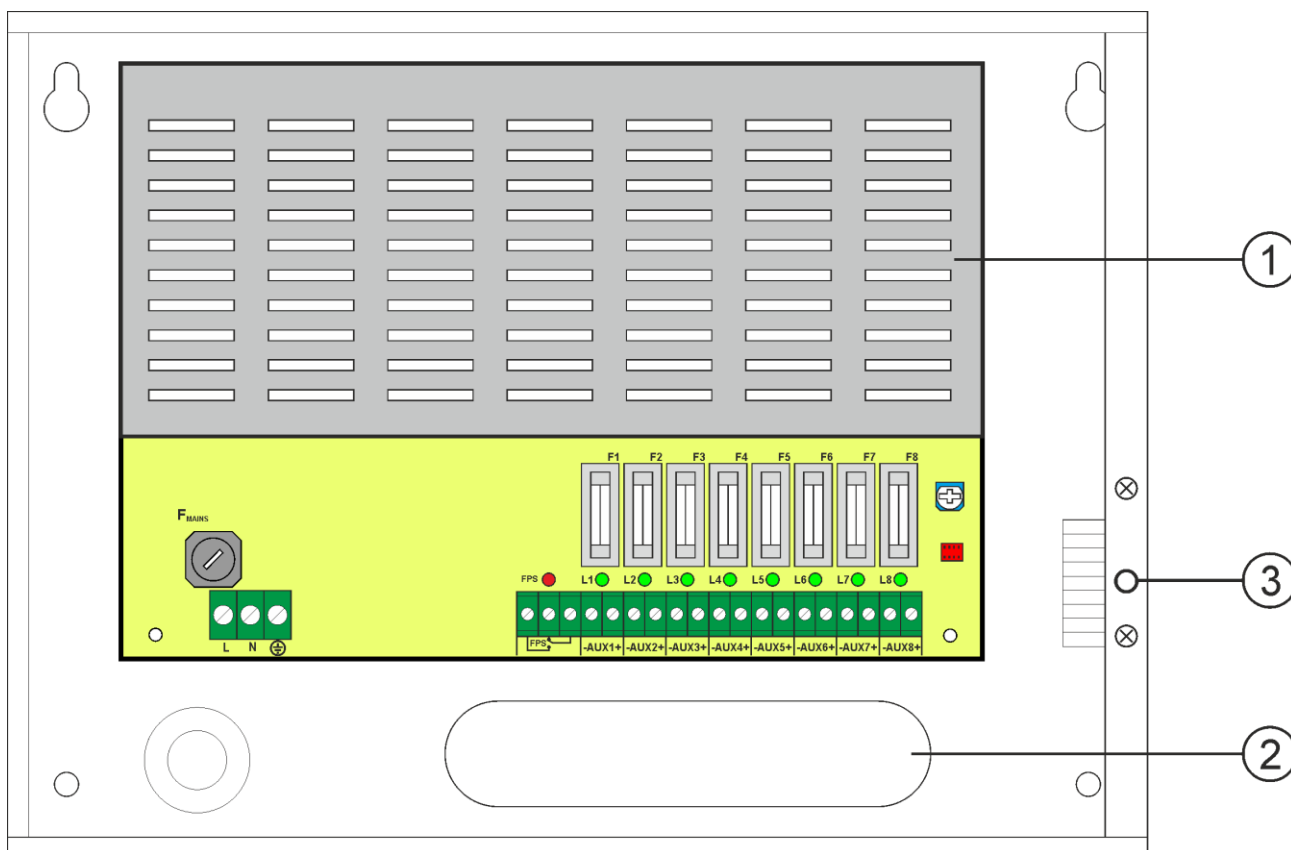 1
F1 F2 F3 F4 F5 F6 F7 F8
FMAINS
FPS L1 L2 L3 L4 L5 L6 L7 L8
3
L N
FPS -AUX1+ -AUX2+ -AUX3+ -AUX4+ -AUX5+ -AUX6+ -AUX7+ -AUX8+
2